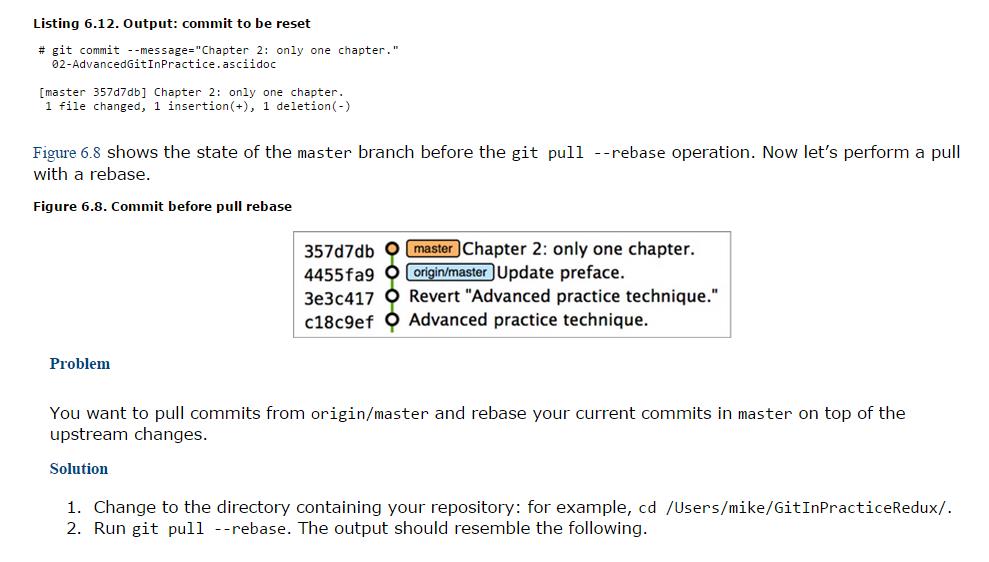 Listing 6.12. Output: commit to be reset
# git commit --message="Chapter 2: only one chapter."
02-AdvancedGitInPractice.asciidoc
[master 357d7db] Chapter 2: only one chapter.
1 file changed, 1 insertion(+), 1 deletion(-)
Figure 6.8 shows the state of the master branch before the git pull --rebase operation. Now let’s perform a pull
with a rebase.
Figure 6.8. Commit before pull rebase
357d7db master Chapter 2: only one chapter.
4455fa9 origin/master Update preface.
3e3c417 Revert "Advanced practice technique."
c18c9ef Advanced practice technique.
Problem
You want to pull commits from origin/master and rebase your current commits in master on top of the
upstream changes.
Solution
1. Change to the directory containing your repository: for example, cd /Users/mike/GitInPracticeRedux/.
2. Run git pull --rebase. The output should resemble the following.